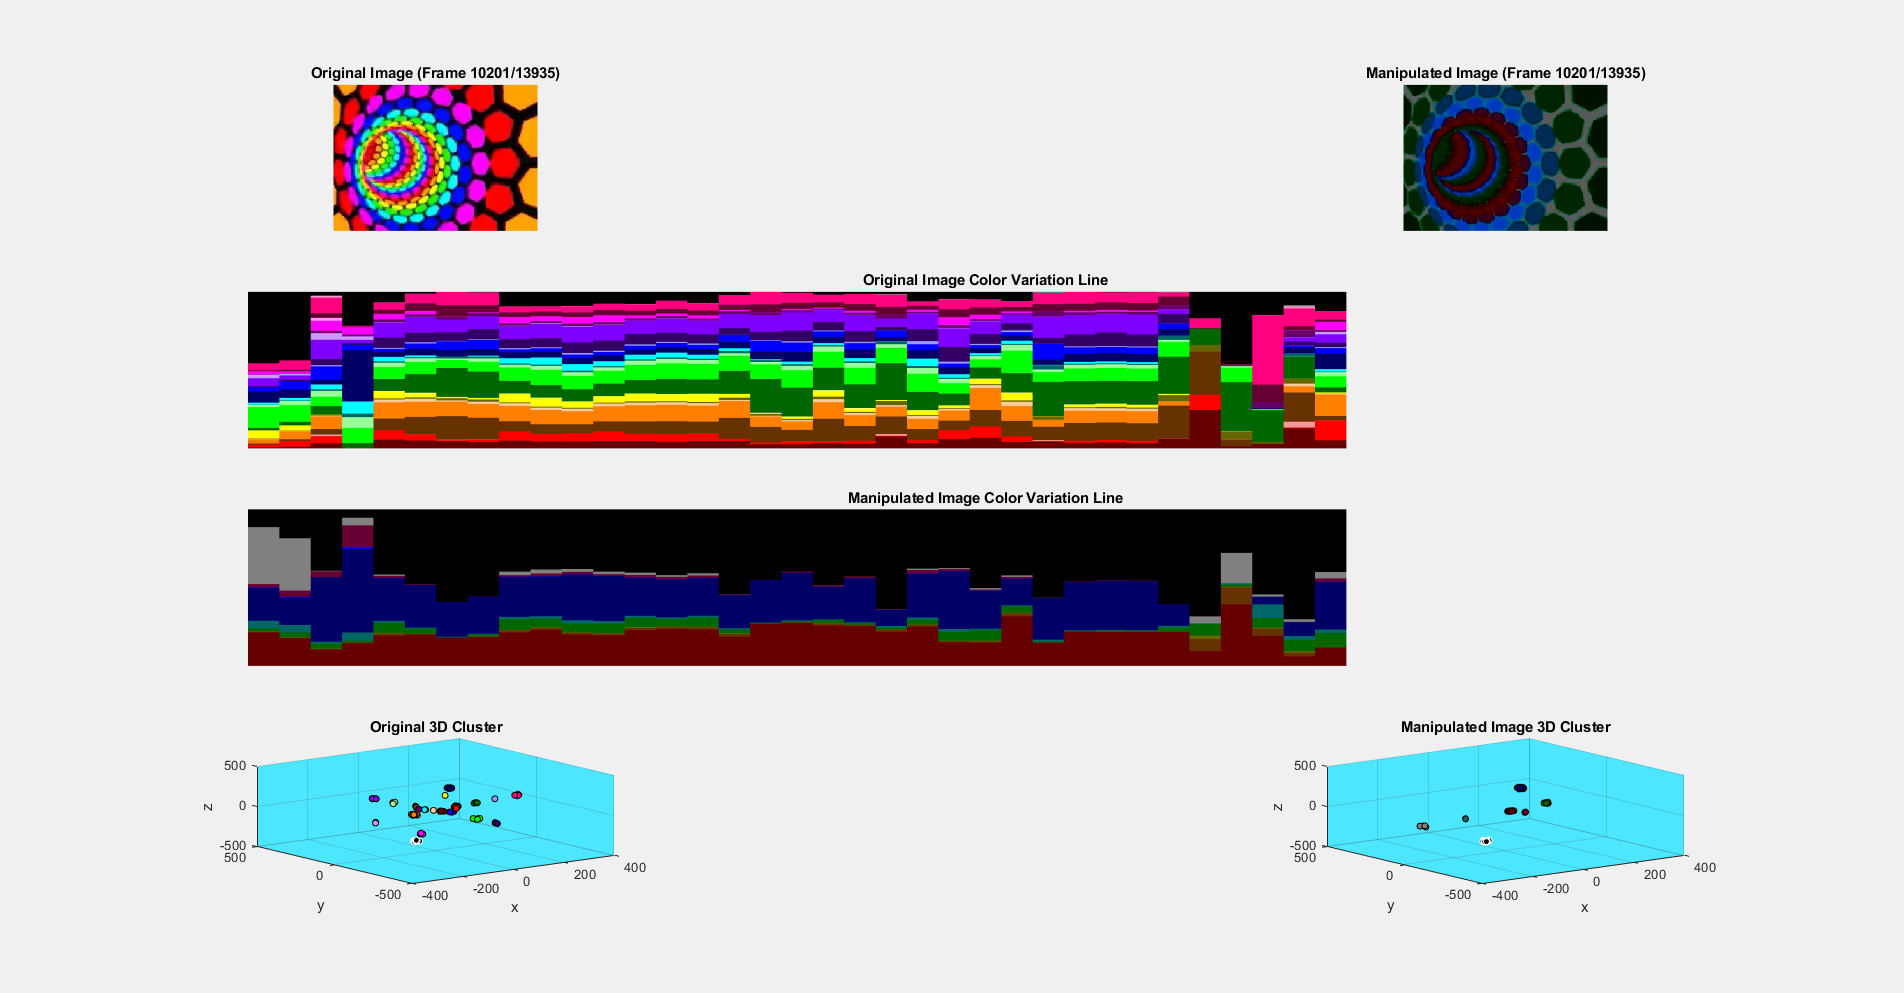 Original Image (Frame 10201/13935)
Manipulated Image (Frame 10201/13935)
Original Image Color Variation Line
Manipulated Image Color Variation Line
Original 3D Cluster
500
0
-500
z
500
0
-500
y
-400
-200
0
200
400
x
Manipulated Image 3D Cluster
500
0
-500
z
500
0
-500
y
-400
-200
0
200
400
x